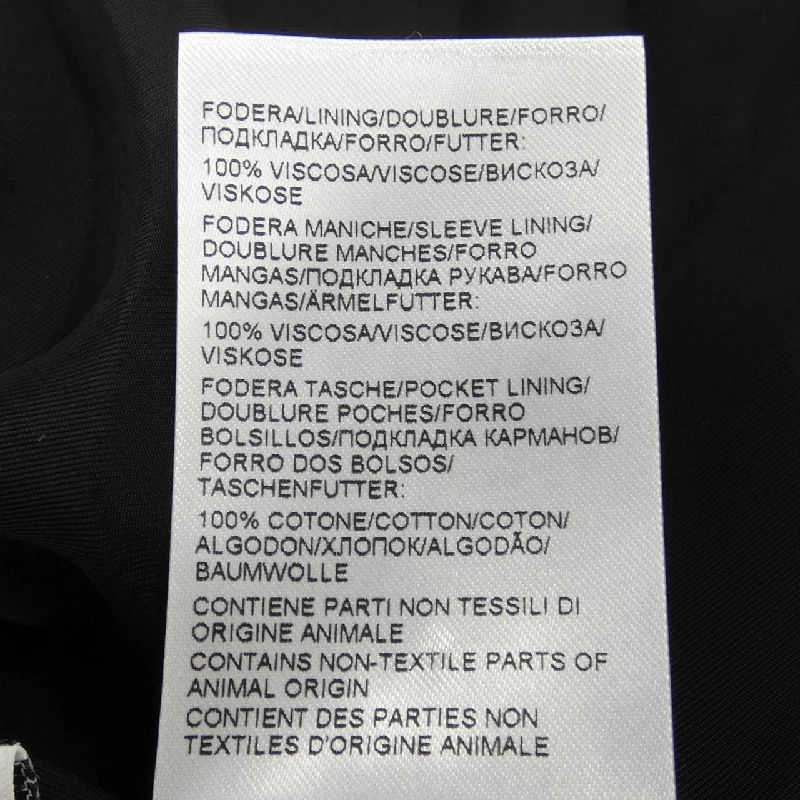 FODERA/LINING/DOUBLURE/FORRO/
ПОДКЛАДКА/FORRO/FUTTER:
100% VISCOSA/VISCOSE/ВИСКОЗА/
VISKOSE
FODERA MANICHE/SLEEVE LINING/
DOUBLURE MANCHES/FORRO
MANGAS/ПОДКЛАДКА РУКАВА/FORRO
MANGAS/ÄRMELFUTTER:
100% VISCOSA/VISCOSE/ВИСКОЗА/
VISKOSE
FODERA TASCHE/POCKET LINING/
DOUBLURE POCHES/FORRO
BOLSILLOS/ПОДКЛАДКА КАРМАНОВ/
FORRO DOS BOLSOS/
TASCHENFUTTER:
100% COTONE/COTTON/COTON/
ALGODON/ХЛОПОК/ALGODÃO/
BAUMWOLLE
CONTIENE PARTI NON TESSILI DI
ORIGINE ANIMALE
CONTAINS NON-TEXTILE PARTS OF
ANIMAL ORIGIN
CONTIENT DES PARTIES NON
TEXTILES D'ORIGINE ANIMALE